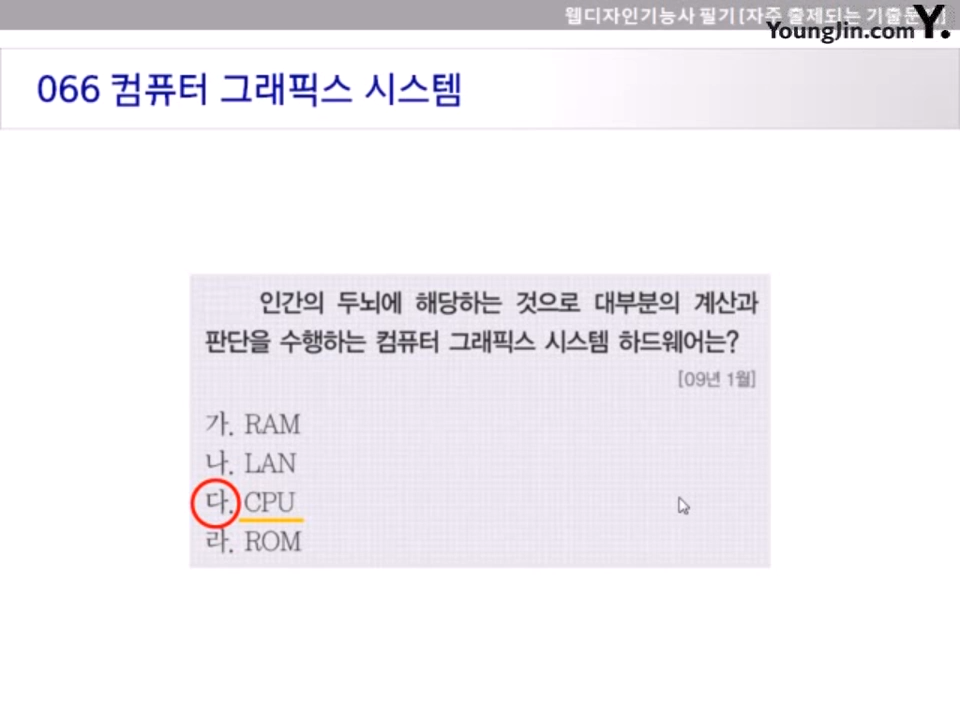 웹디자인기능사 필기 [자주 출제되는 기출문제]
YoungJin.com Y.
066 컴퓨터 그래픽스 시스템
인간의 두뇌에 해당하는 것으로 대부분의 계산과
판단을 수행하는 컴퓨터 그래픽스 시스템 하드웨어는?
[09년 1월]
가. RAM
나. LAN
다. CPU
라. ROM